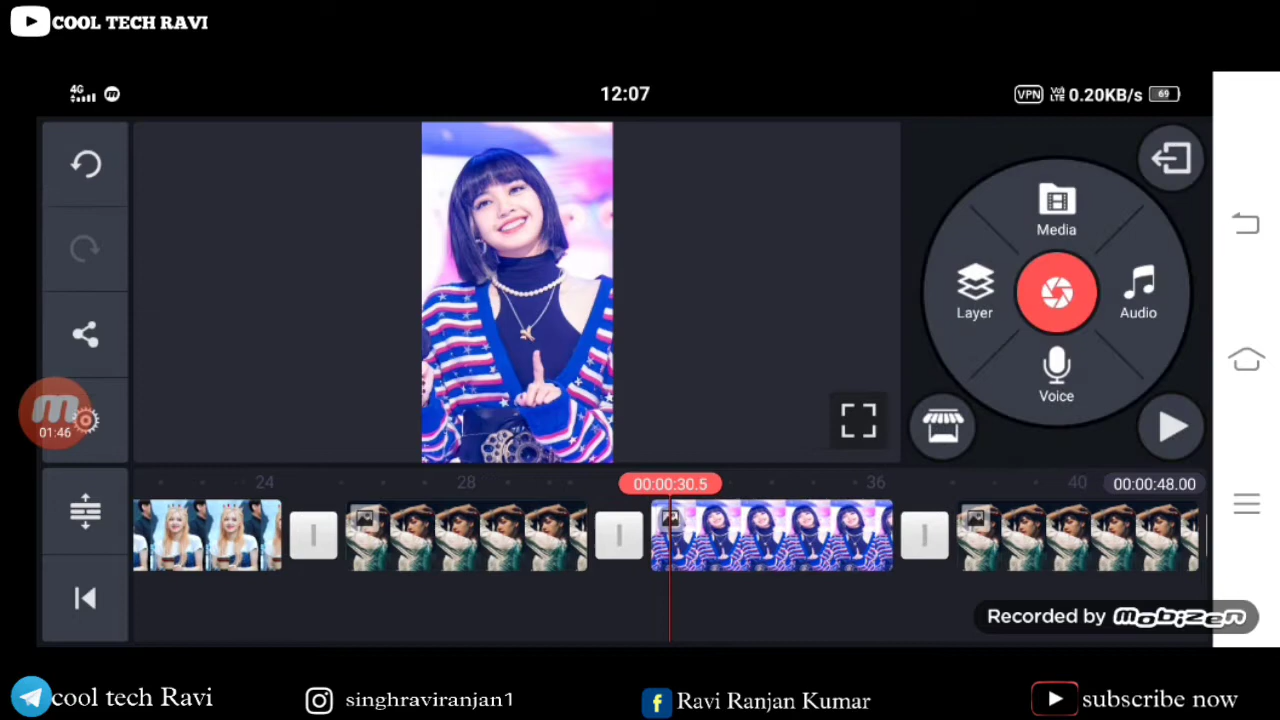 COOL TECH RAVI
4G
12:07
VPN
0.20KB/s
69
Media
Layer
Audio
Voice
01:46
24
28
00:00:30.5
36
40
00:00:48.00
Recorded by Mobizen
cool tech Ravi
singhraviranjan1
Ravi Ranjan Kumar
subscribe now